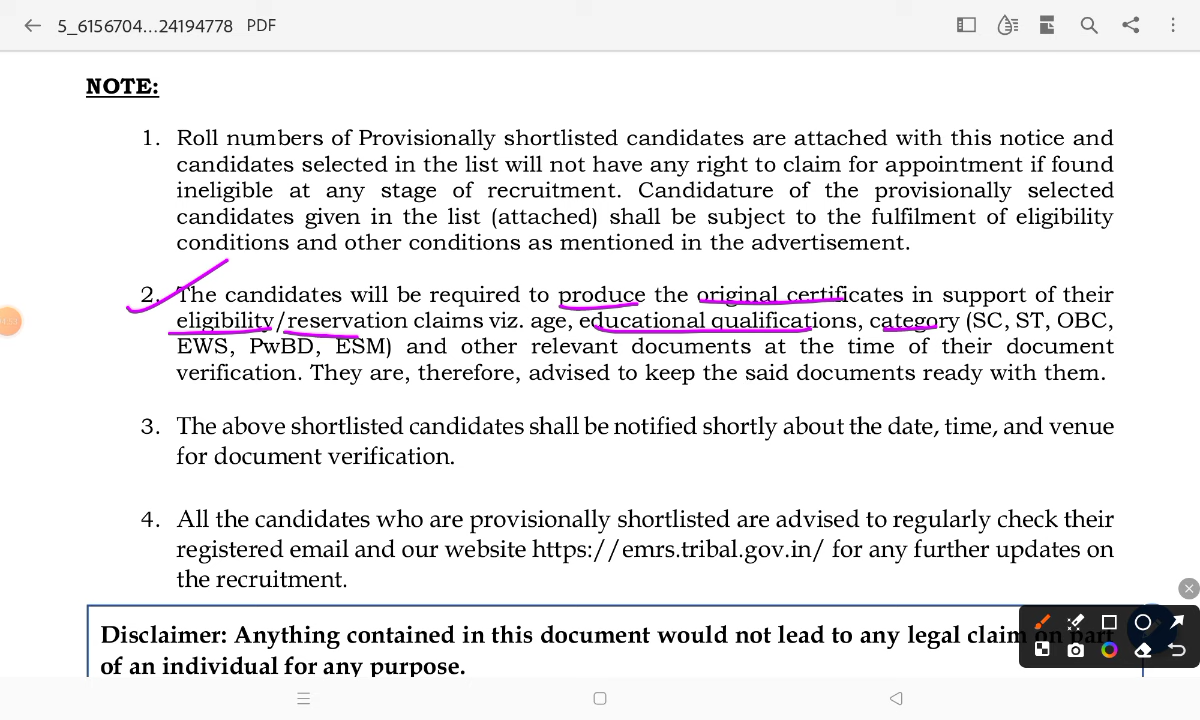 5_6156704...24194778 PDF
NOTE:
1. Roll numbers of Provisionally shortlisted candidates are attached with this notice and
candidates selected in the list will not have any right to claim for appointment if found
ineligible at any stage of recruitment. Candidature of the provisionally selected
candidates given in the list (attached) shall be subject to the fulfilment of eligibility
conditions and other conditions as mentioned in the advertisement.
2. The candidates will be required to produce the original certificates in support of their
eligibility/reservation claims viz. age, educational qualifications, category (SC, ST, OBC,
EWS, PwBD, ESM) and other relevant documents at the time of their document
verification. They are, therefore, advised to keep the said documents ready with them.
3. The above shortlisted candidates shall be notified shortly about the date, time, and venue
for document verification.
4. All the candidates who are provisionally shortlisted are advised to regularly check their
registered email and our website https://emrs.tribal.gov.in/ for any further updates on
the recruitment.
Disclaimer: Anything contained in this document would not lead to any legal claim on part
of an individual for any purpose.